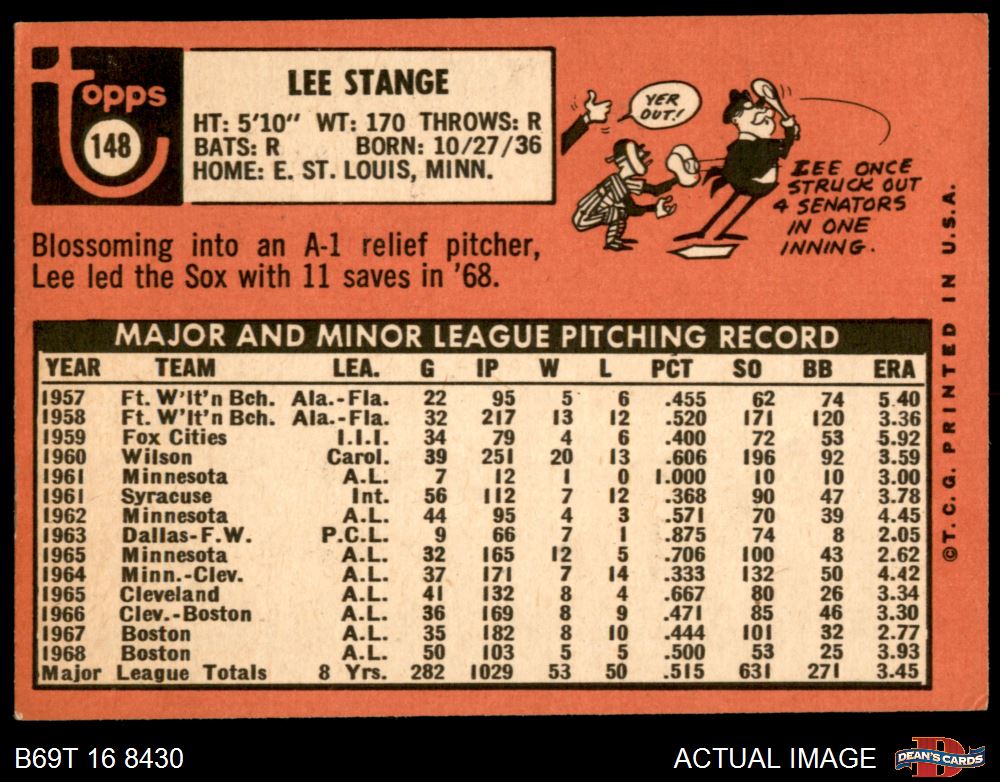 topps
148
LEE STANGE
HT: 5'10" WT: 170 THROWS: R
BATS: R BORN: 10/27/36
HOME: E. ST. LOUIS, MINN.
YER
OUT!
LEE ONCE
STRUCK OUT
4 SENATORS
IN ONE
INNING.
Blossoming into an A-1 relief pitcher,
Lee led the Sox with 11 saves in '68.
MAJOR AND MINOR LEAGUE PITCHING RECORD
YEAR TEAM LEA. G IP W L PCT SO BB ERA
1957 Ft. W'lt'n Bch. Ala.-Fla. 22 95 5 6 .455 62 74 5.40
1958 Ft. W'lt'n Bch. Ala.-Fla. 32 217 13 12 .520 171 120 3.36
1959 Fox Cities I.I.I. 34 79 4 6 .400 72 53 5.92
1960 Wilson Carol. 39 251 20 13 .606 196 92 3.59
1961 Minnesota A.L. 7 12 1 0 1.000 10 10 3.00
1961 Syracuse Int. 56 112 7 12 .368 90 47 3.78
1962 Minnesota A.L. 44 95 4 3 .571 70 39 4.45
1963 Dallas-F.W. P.C.L. 9 66 7 1 .875 74 8 2.05
1965 Minnesota A.L. 32 165 12 5 .706 100 43 2.62
1964 Minn.-Clev. A.L. 37 171 7 14 .333 132 50 4.42
1965 Cleveland A.L. 41 132 8 4 .667 80 26 3.34
1966 Clev.-Boston A.L. 36 169 8 9 .471 85 46 3.30
1967 Boston A.L. 35 182 8 10 .444 101 32 2.77
1968 Boston A.L. 50 103 5 5 .500 53 25 3.93
Major League Totals 8 Yrs. 282 1029 53 50 .515 631 271 3.45
©T. C. G. PRINTED IN U.S.A.
B69T 16 8430
ACTUAL IMAGE
D
DEAN'S CARDS